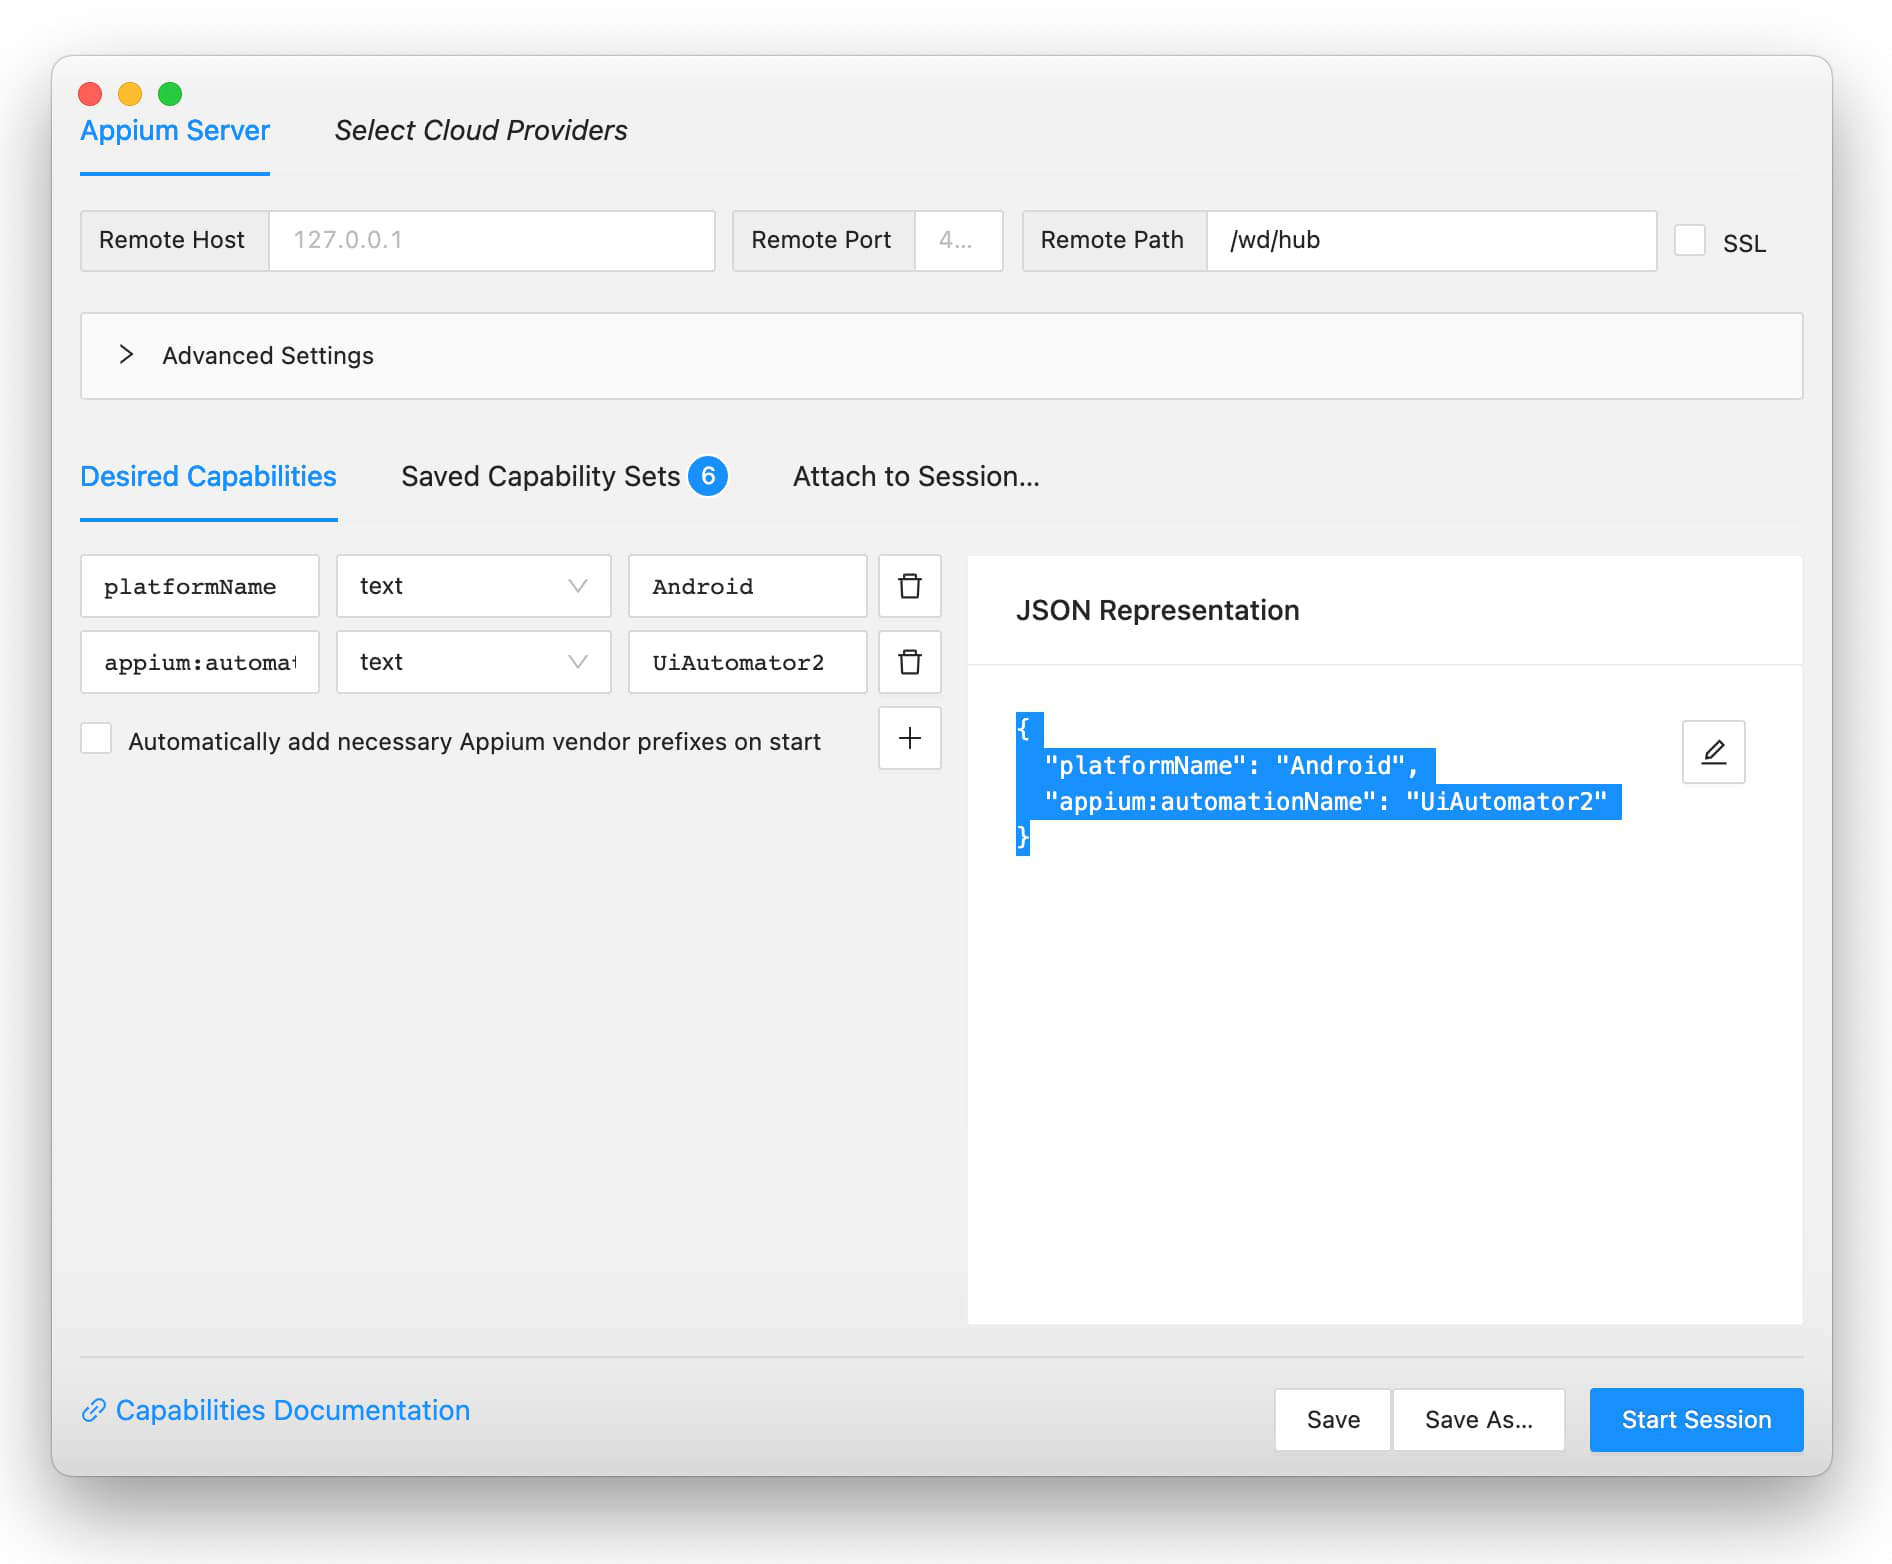 Appium Server Select Cloud Providers
Remote Host 127.0.0.1 Remote Port 4... Remote Path /wd/hub SSL
Advanced Settings
Desired Capabilities Saved Capability Sets 6 Attach to Session...
platformName text Android
appium:automat text UiAutomator2
Automatically add necessary Appium vendor prefixes on start
JSON Representation
{
"platformName": "Android",
"appium:automationName": "UiAutomator2"
}
Capabilities Documentation Save Save As... Start Session